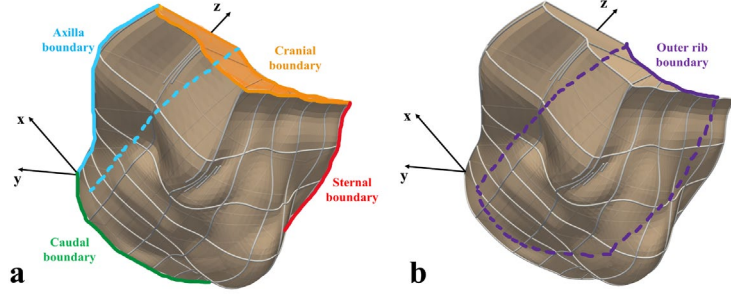 z
Axilla
boundary
Cranial
boundary
x
y
Sternal
boundary
Caudal
boundary
a
z
Outer rib
boundary
x
y
b